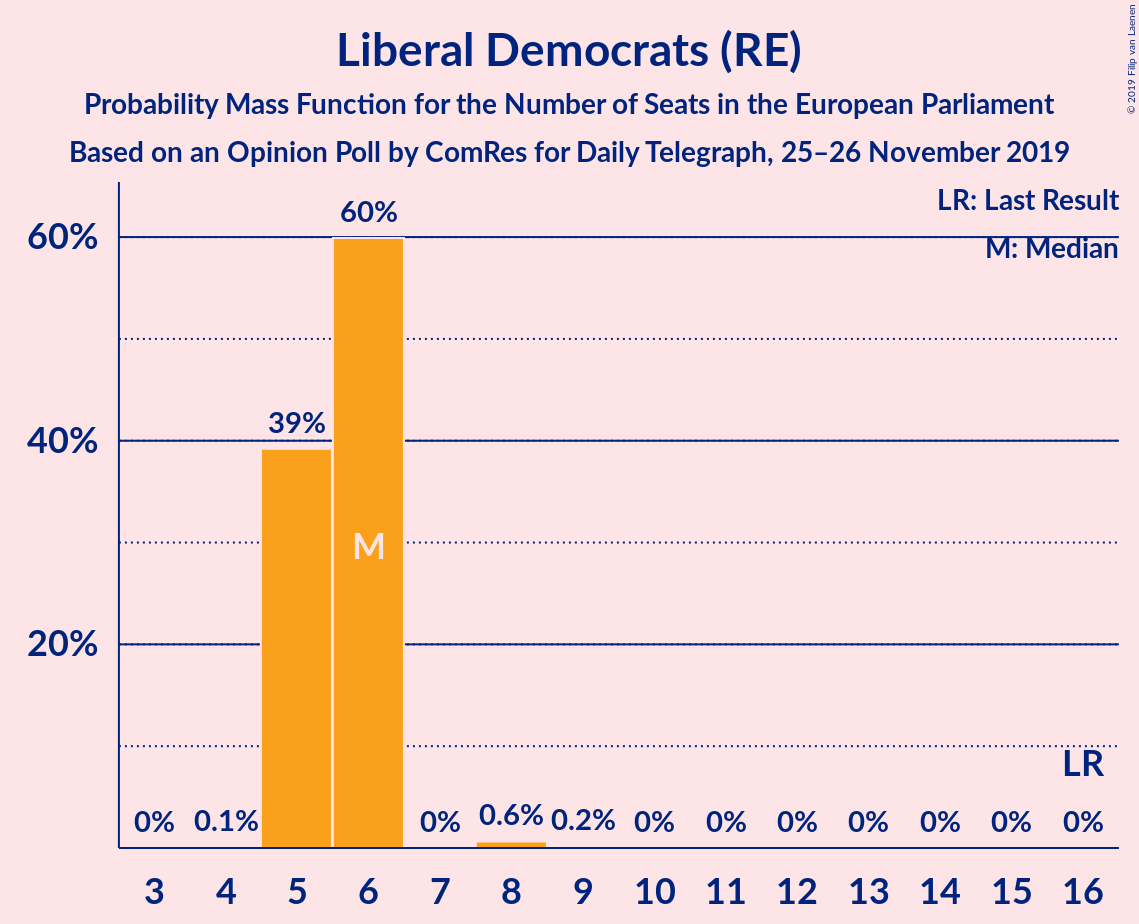 Liberal Democrats (RE)
Probability Mass Function for the Number of Seats in the European Parliament
Based on an Opinion Poll by ComRes for Daily Telegraph, 25–26 November 2019
© 2019 Filip van Laenen
LR: Last Result
M: Median
60%
40%
20%
0% 0.1% 39% 60% 0% 0.6% 0.2% 0% 0% 0% 0% 0% 0% 0%
M
LR
3 4 5 6 7 8 9 10 11 12 13 14 15 16